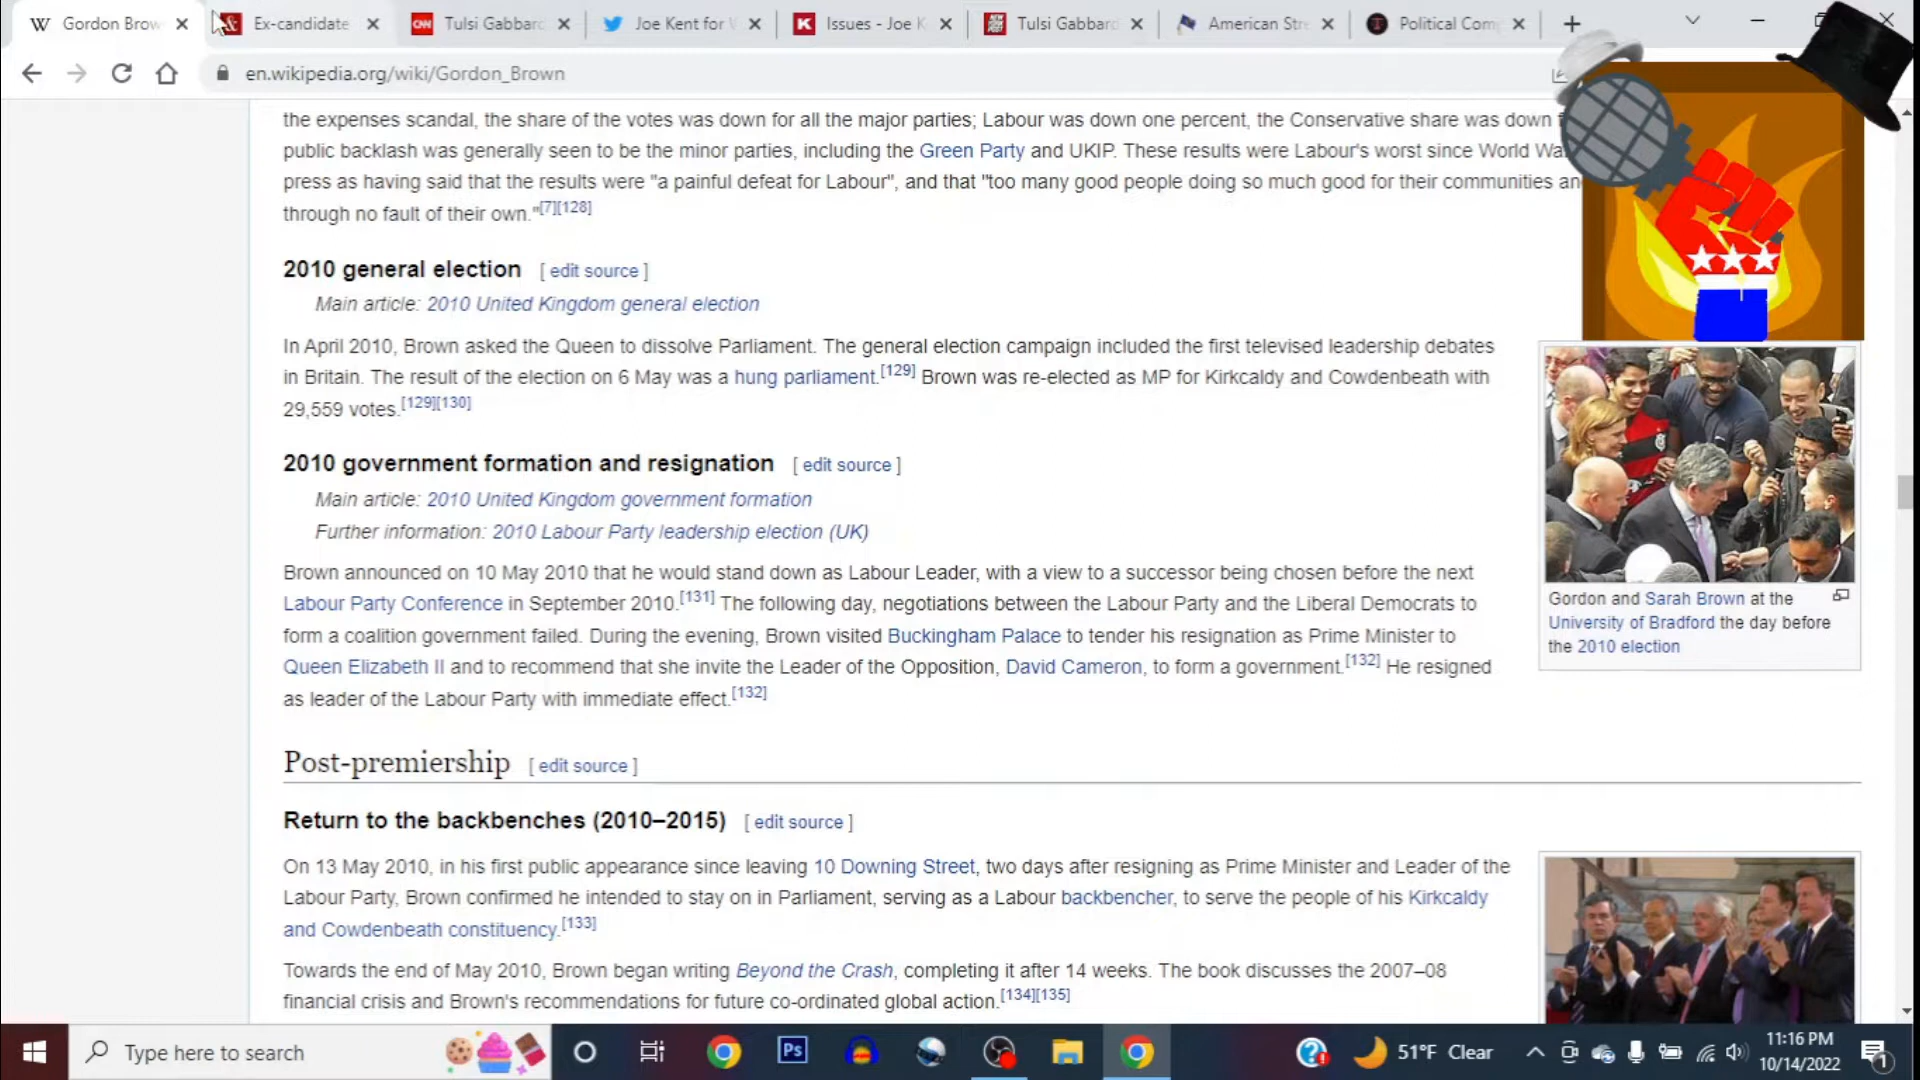 Gordon Brow
Ex-candidate
Tulsi Gabbard
Joe Kent for
Issues - Joe K
Tulsi Gabbard
American Stre
Political Com
en.wikipedia.org/wiki/Gordon_Brown
the expenses scandal, the share of the votes was down for all the major parties; Labour was down one percent, the Conservative share was down
public backlash was generally seen to be the minor parties, including the Green Party and UKIP. These results were Labour's worst since World Wa
press as having said that the results were "a painful defeat for Labour", and that "too many good people doing so much good for their communities an
through no fault of their own."[7][128]
2010 general election [ edit source ]
Main article: 2010 United Kingdom general election
In April 2010, Brown asked the Queen to dissolve Parliament. The general election campaign included the first televised leadership debates
in Britain. The result of the election on 6 May was a hung parliament.[129] Brown was re-elected as MP for Kirkcaldy and Cowdenbeath with
29,559 votes.[129][130]
2010 government formation and resignation [ edit source ]
Main article: 2010 United Kingdom government formation
Further information: 2010 Labour Party leadership election (UK)
Brown announced on 10 May 2010 that he would stand down as Labour Leader, with a view to a successor being chosen before the next
Labour Party Conference in September 2010.[131] The following day, negotiations between the Labour Party and the Liberal Democrats to
form a coalition government failed. During the evening, Brown visited Buckingham Palace to tender his resignation as Prime Minister to
Queen Elizabeth II and to recommend that she invite the Leader of the Opposition, David Cameron, to form a government.[132] He resigned
as leader of the Labour Party with immediate effect.[132]
Gordon and Sarah Brown at the
University of Bradford the day before
the 2010 election
Post-premiership [ edit source ]
Return to the backbenches (2010–2015) [ edit source ]
On 13 May 2010, in his first public appearance since leaving 10 Downing Street, two days after resigning as Prime Minister and Leader of the
Labour Party, Brown confirmed he intended to stay on in Parliament, serving as a Labour backbencher, to serve the people of his Kirkcaldy
and Cowdenbeath constituency.[133]
Towards the end of May 2010, Brown began writing Beyond the Crash, completing it after 14 weeks. The book discusses the 2007–08
financial crisis and Brown's recommendations for future co-ordinated global action.[134][135]
Type here to search
Ps
51°F Clear
11:16 PM
10/14/2022
1